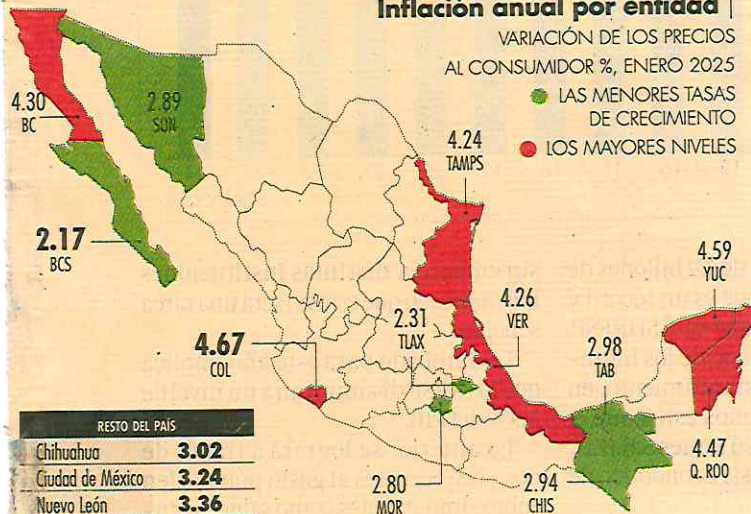 Inflación anual por entidad
VARIACIÓN DE LOS PRECIOS
AL CONSUMIDOR %, ENERO 2025
LAS MENORES TASAS
DE CRECIMIENTO
LOS MAYORES NIVELES
4.30
BC
2.89
SON
4.24
TAMPS
2.17
BCS
4.59
YUC
4.26
VER
2.31
TLAX
4.67
COL
2.98
TAB
4.47
Q. ROO
2.80
MOR
2.94
CHIS
RESTO DEL PAÍS
Chihuahua 3.02
Ciudad de México 3.24
Nuevo León 3.36